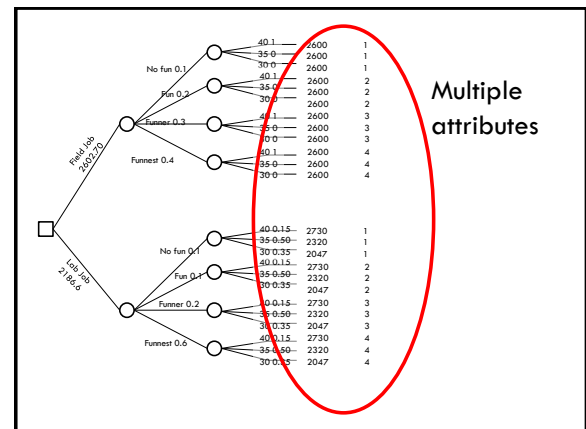 40 1 2600 1
35 0 2600 1
30 0 2600 1
No fun 0.1
40 1 2600 2
35 0 2600 2
30 0 2600 2
Fun 0.2
Multiple
attributes
40 1 2600 3
35 0 2600 3
30 0 2600 3
Funner 0.3
40 1 2600 4
35 0 2600 4
30 0 2600 4
Funnest 0.4
Field Job
2602.70
40 0.15 2730 1
35 0.50 2320 1
30 0.35 2047 1
No fun 0.1
40 0.15 2730 2
35 0.50 2320 2
30 0.35 2047 2
Fun 0.1
Lab Job
2186.6
40 0.15 2730 3
35 0.50 2320 3
30 0.35 2047 3
Funner 0.2
40 0.15 2730 4
35 0.50 2320 4
30 0.35 2047 4
Funnest 0.6